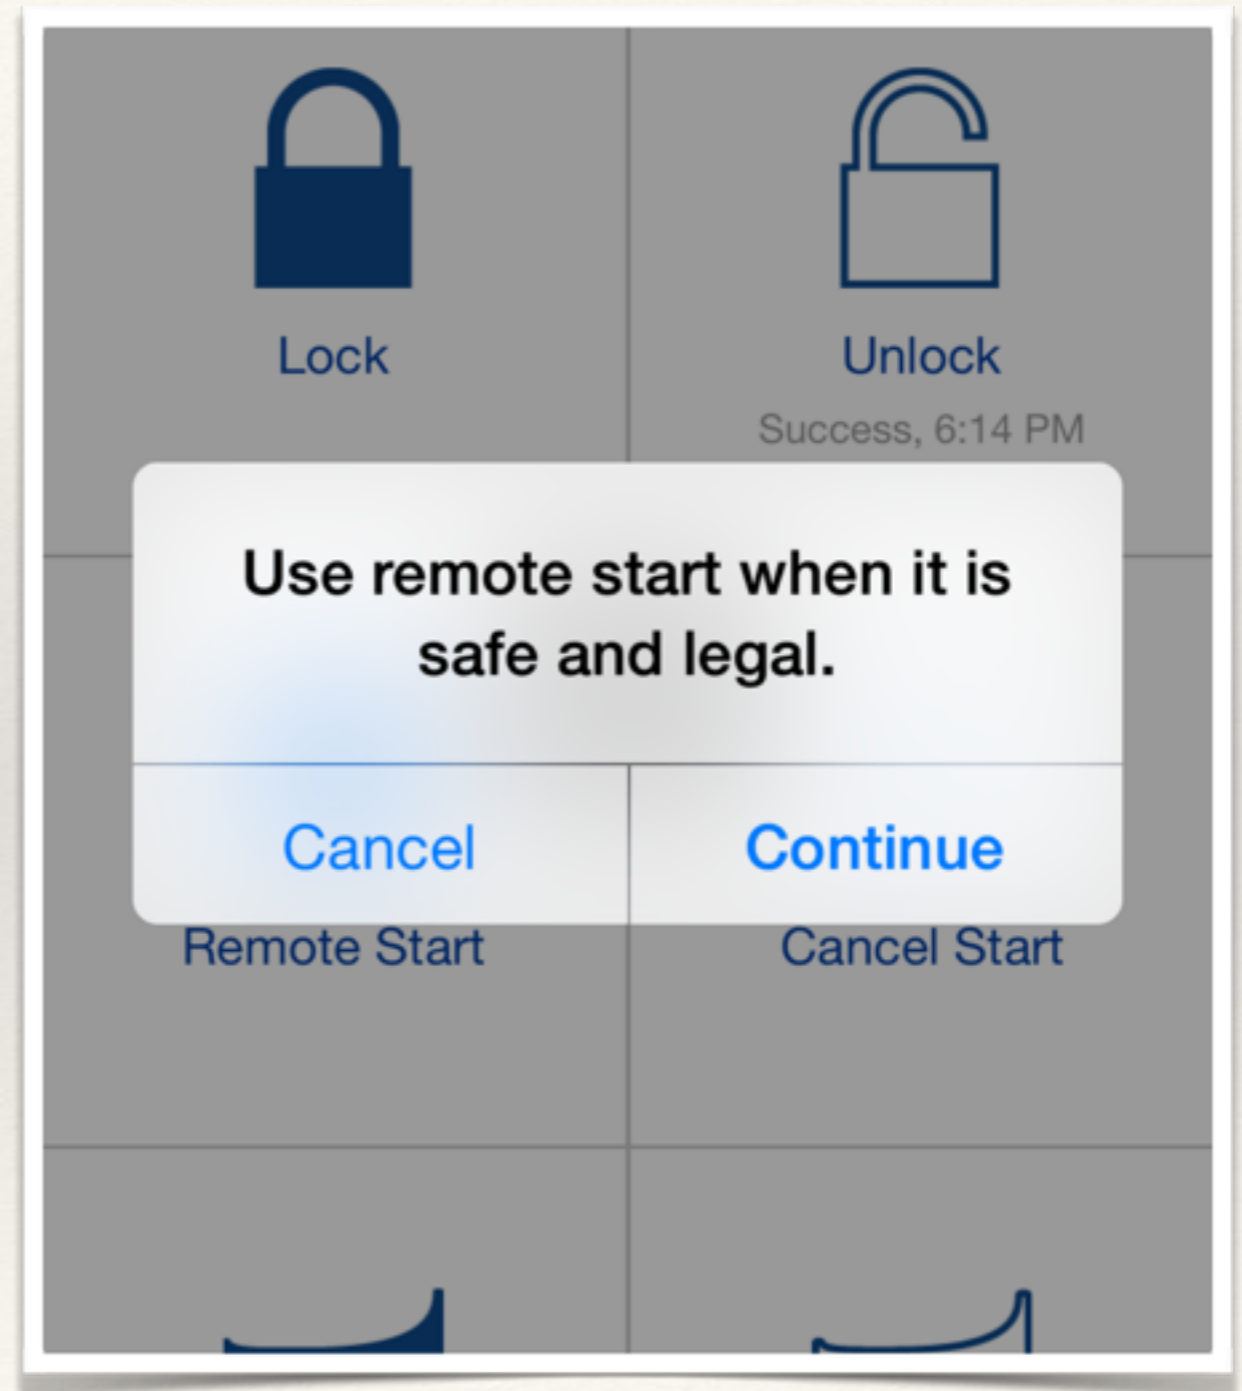 Lock
Unlock
Success, 6:14 PM
Use remote start when it is
safe and legal.
Cancel
Continue
Remote Start
Cancel Start